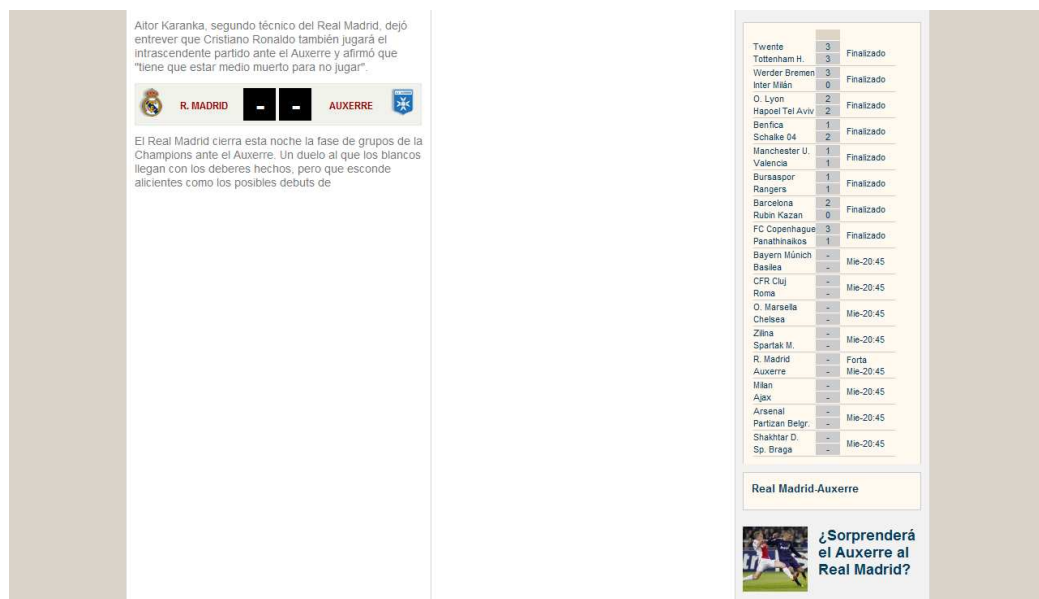 Aitor Karanka, segundo técnico del Real Madrid, dejó
entrever que Cristiano Ronaldo también jugará el
intrascendente partido ante el Auxerre y afirmó que
"tiene que estar medio muerto para no jugar".
R. MADRID - - AUXERRE
El Real Madrid cierra esta noche la fase de grupos de la
Champions ante el Auxerre. Un duelo al que los blancos
llegan con los deberes hechos, pero que esconde
alicientes como los posibles debuts de
Twente 3
Tottenham H. 3
Finalizado
Werder Bremen 3
Inter Milán 0
Finalizado
O. Lyon 2
Hapoel Tel Aviv 2
Finalizado
Benfica 1
Schalke 04 2
Finalizado
Manchester U. 1
Valencia 1
Finalizado
Bursaspor 1
Rangers 1
Finalizado
Barcelona 2
Rubin Kazan 0
Finalizado
FC Copenhague 3
Panathinaikos 1
Finalizado
Bayern Múnich -
Basilea -
Mie-20:45
CFR Cluj -
Roma -
Mie-20:45
O. Marsella -
Chelsea -
Mie-20:45
Zilina -
Spartak M. -
Mie-20:45
R. Madrid - Forta
Auxerre - Mie-20:45
Milan -
Ajax -
Mie-20:45
Arsenal -
Partizan Belgr. -
Mie-20:45
Shakhtar D. -
Sp. Braga -
Mie-20:45
Real Madrid-Auxerre
¿Sorprenderá
el Auxerre al
Real Madrid?